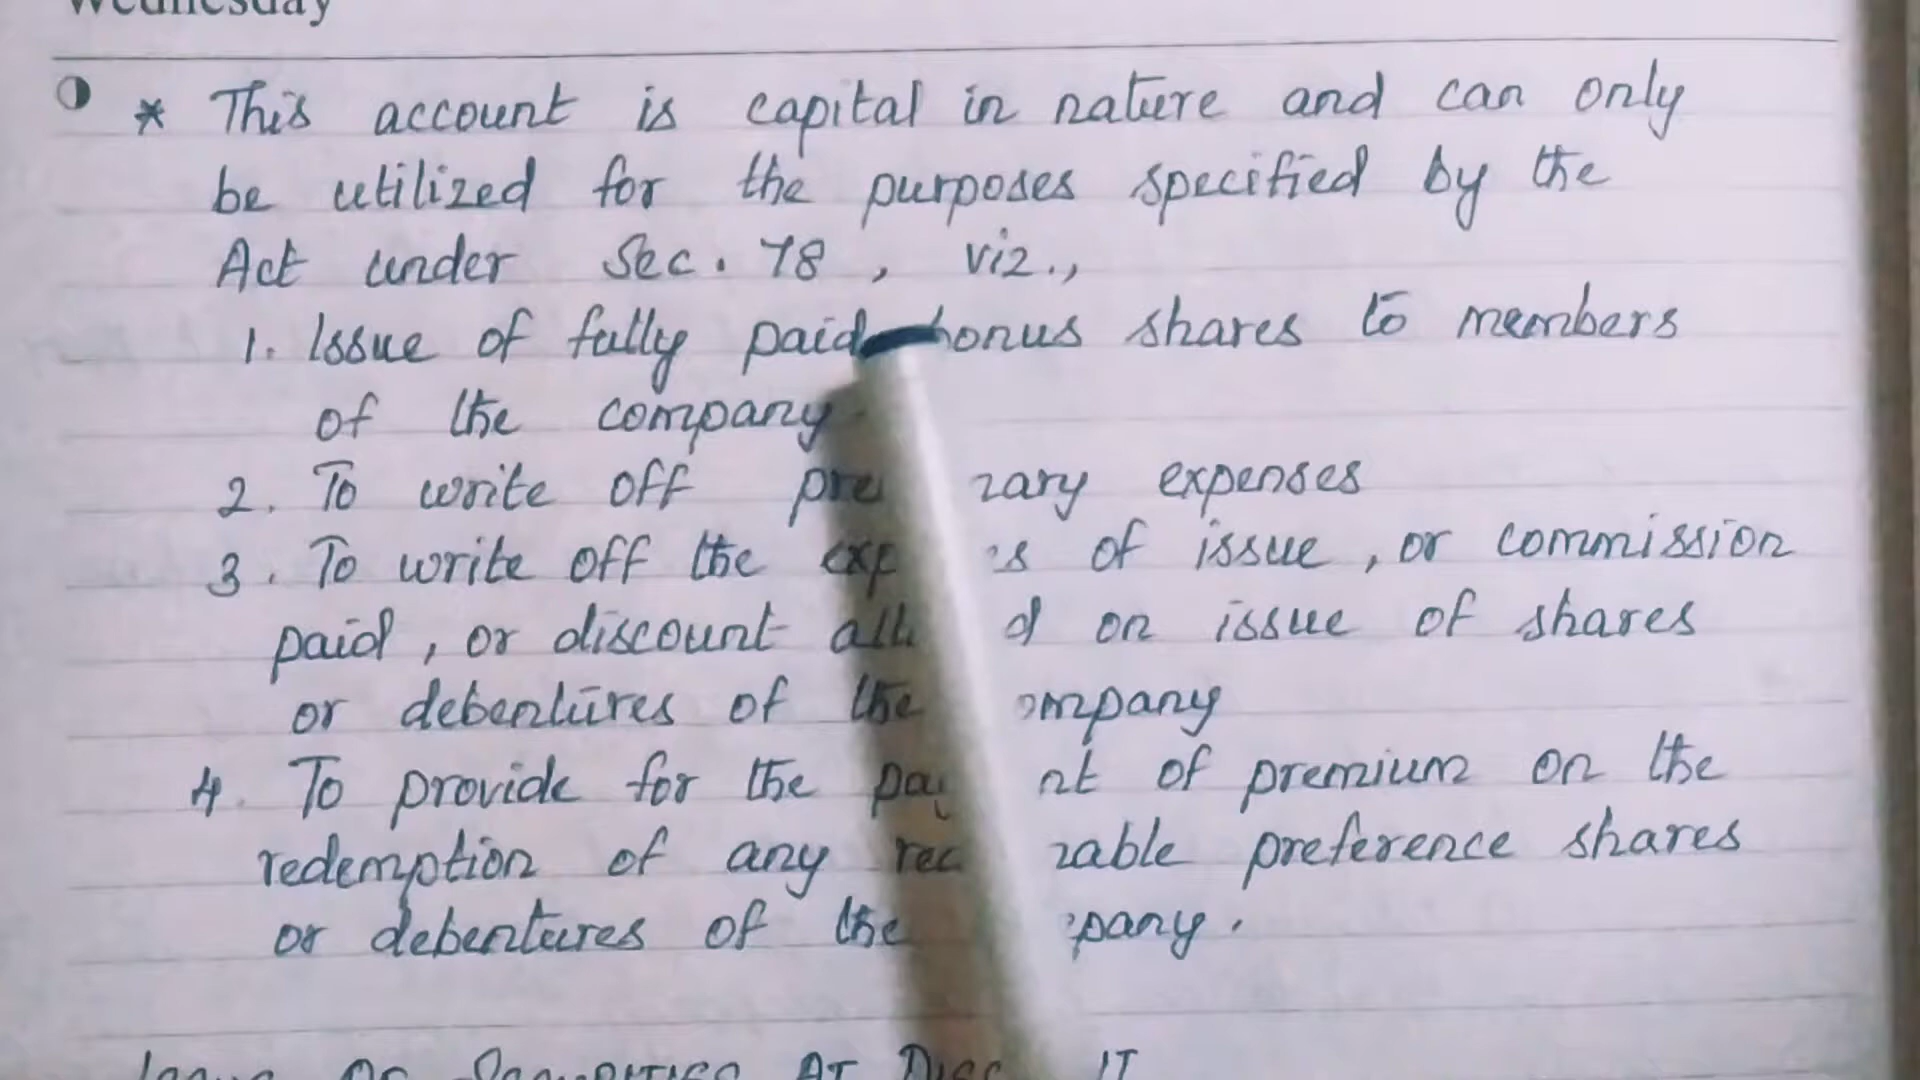 Wednesday
* This account is capital in nature and can only
be utilized for the purposes specified by the
Act under Sec. 78, viz.,
1. Issue of fully paid bonus shares to members
of the company
2. To write off expenses
3. To write off the of issue, or commission
paid, or discount on issue of shares
or debentures of the company
4. To provide for the of premium on the
redemption of any preference shares
or debentures of the